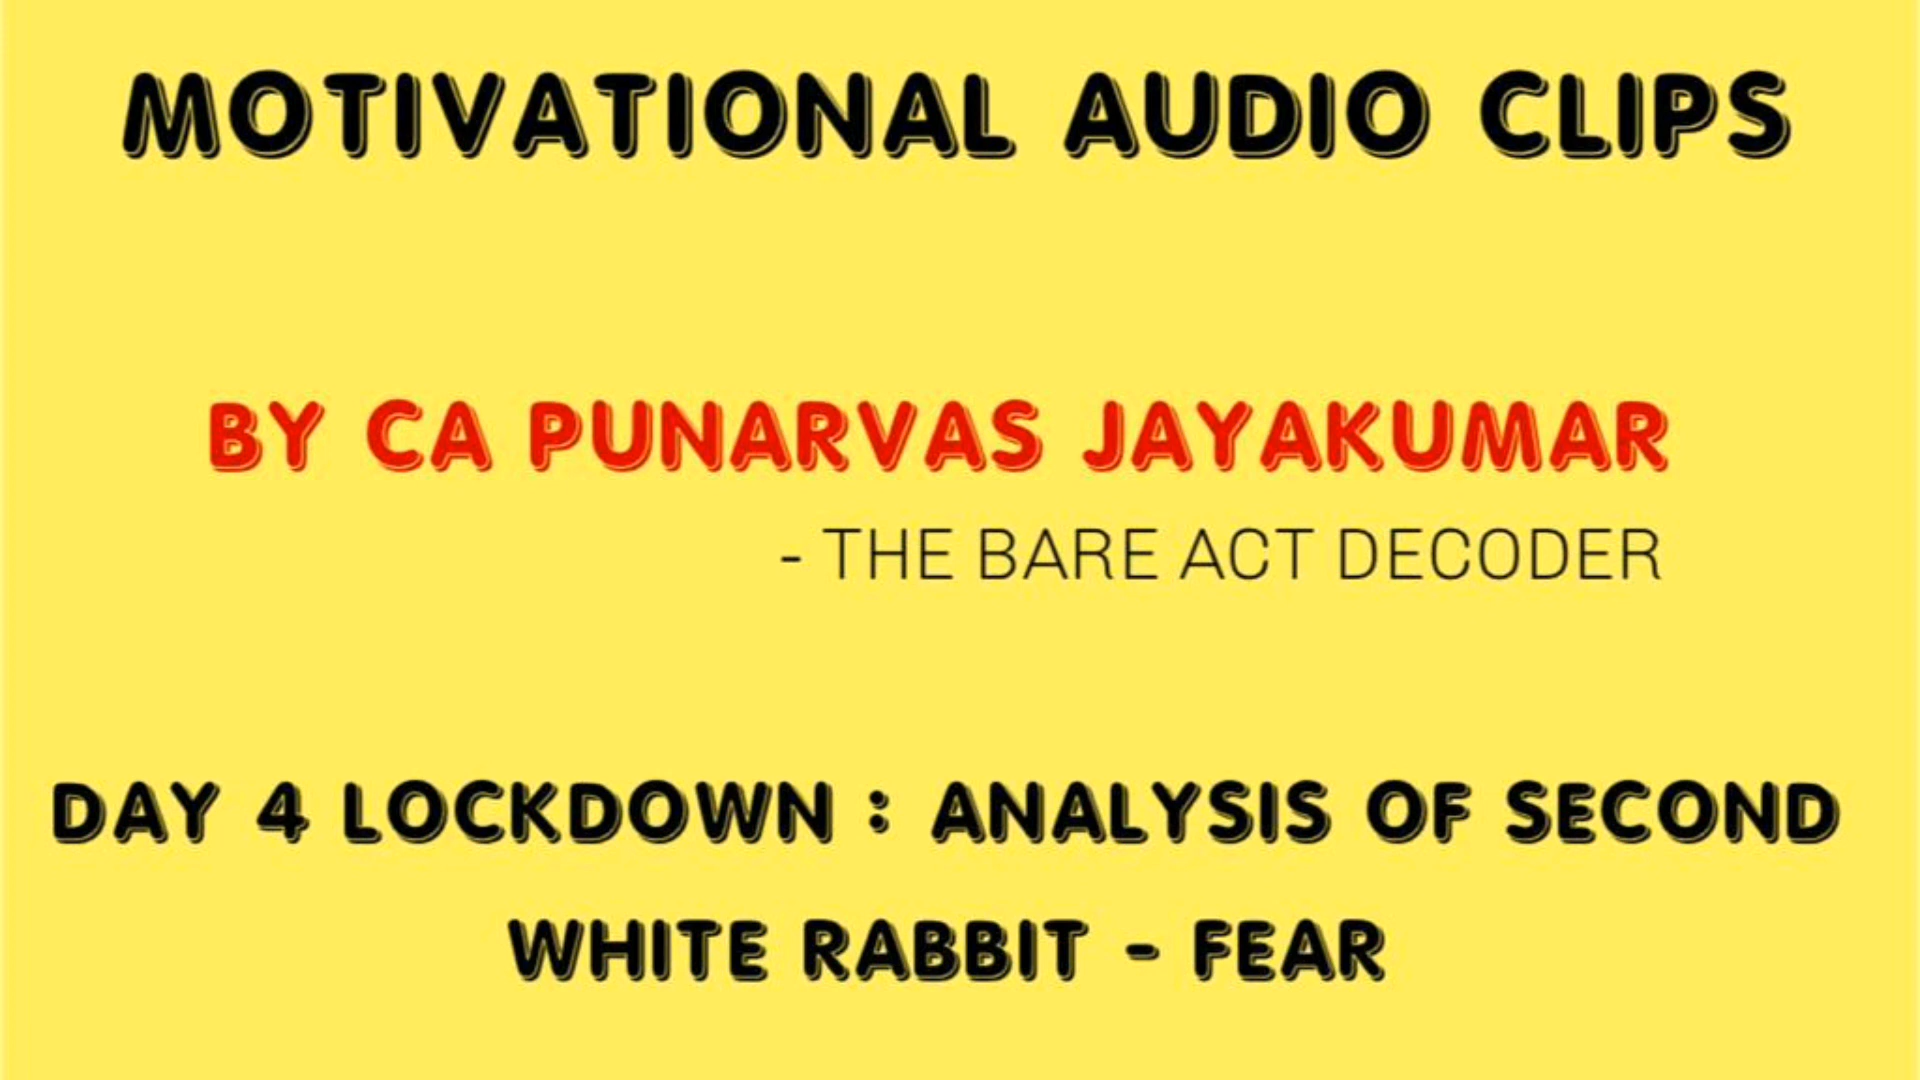 MOTIVATIONAL AUDIO CLIPS
BY CA PUNARVAS JAYAKUMAR
- THE BARE ACT DECODER
DAY 4 LOCKDOWN : ANALYSIS OF SECOND
WHITE RABBIT - FEAR